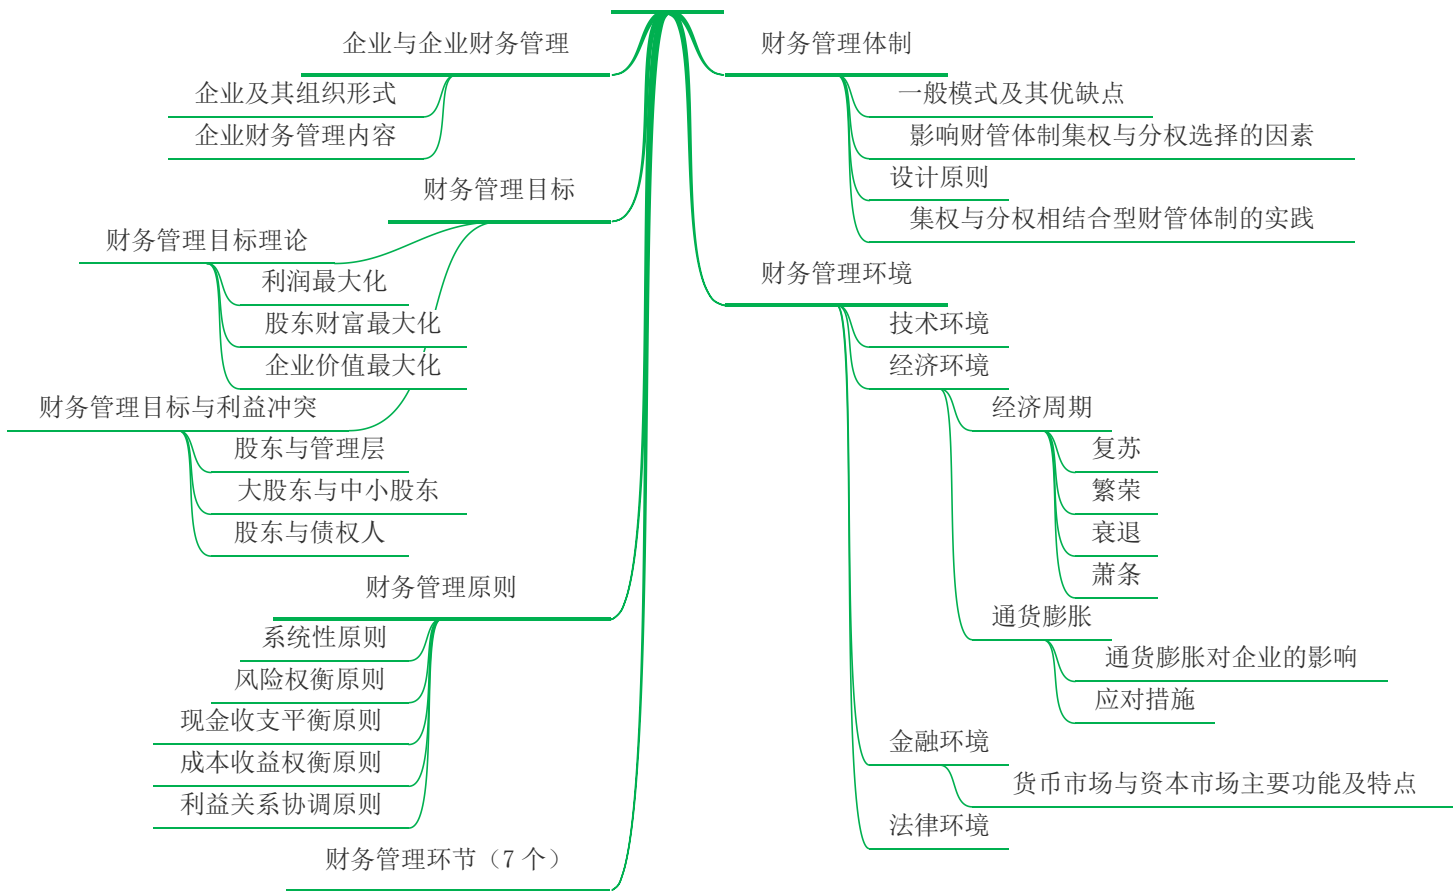 企业与企业财务管理
企业及其组织形式
企业财务管理内容
财务管理目标
财务管理目标理论
利润最大化
股东财富最大化
企业价值最大化
财务管理目标与利益冲突
股东与管理层
大股东与中小股东
股东与债权人
财务管理原则
系统性原则
风险权衡原则
现金收支平衡原则
成本收益权衡原则
利益关系协调原则
财务管理环节（7 个）
财务管理体制
一般模式及其优缺点
影响财管体制集权与分权选择的因素
设计原则
集权与分权相结合型财管体制的实践
财务管理环境
技术环境
经济环境
经济周期
复苏
繁荣
衰退
萧条
通货膨胀
通货膨胀对企业的影响
应对措施
金融环境
货币市场与资本市场主要功能及特点
法律环境